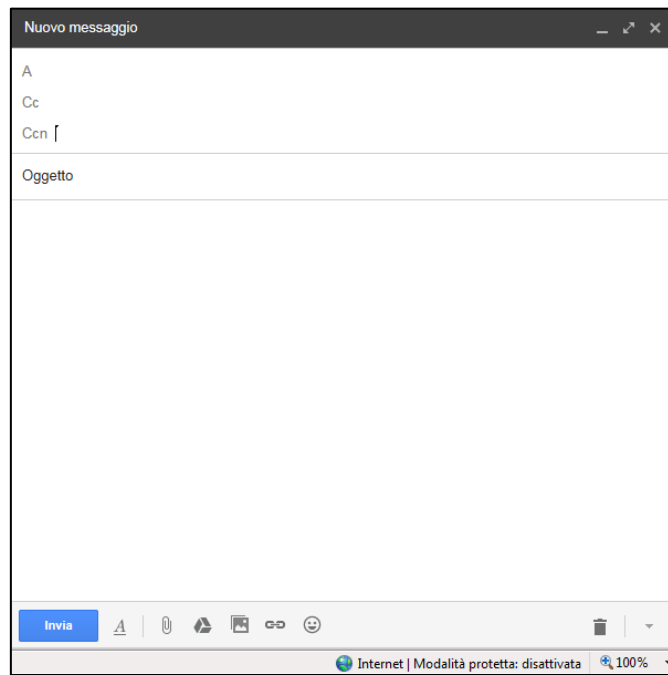 Nuovo messaggio
A
Cc
Ccn
Oggetto
Invia A
Internet | Modalità protetta: disattivata 100%